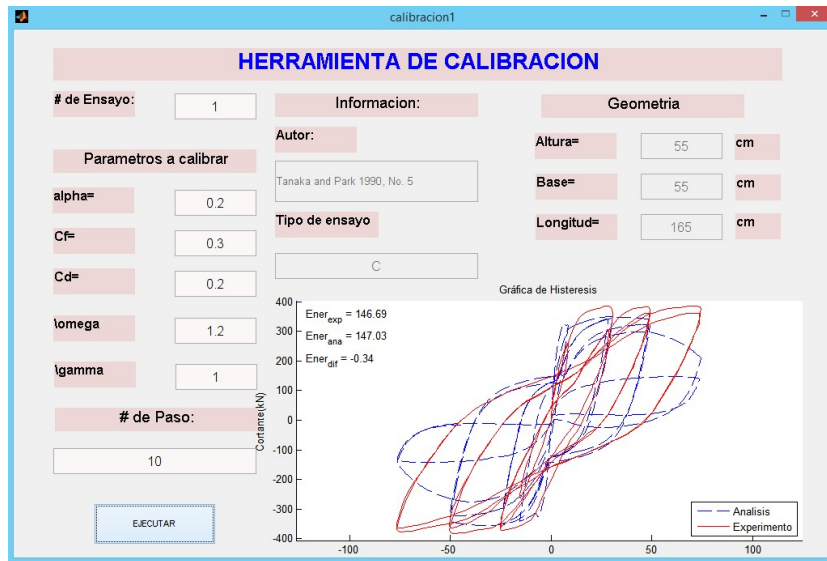 calibracion1
HERRAMIENTA DE CALIBRACION
# de Ensayo:
1
Parametros a calibrar
alpha=
0.2
Cf=
0.3
Cd=
0.2
\omega
1.2
\gamma
1
# de Paso:
10
EJECUTAR
Informacion:
Autor:
Tanaka and Park 1990, No. 5
Tipo de ensayo
C
Geometria
Altura=
55
cm
Base=
55
cm
Longitud=
165
cm
Gráfica de Histeresis
Ener_exp = 146.69
Ener_ana = 147.03
Ener_dif = -0.34
Cortante(kN)
400
300
200
100
0
-100
-200
-300
-400
-100 -50 0 50 100
Analisis
Experimento